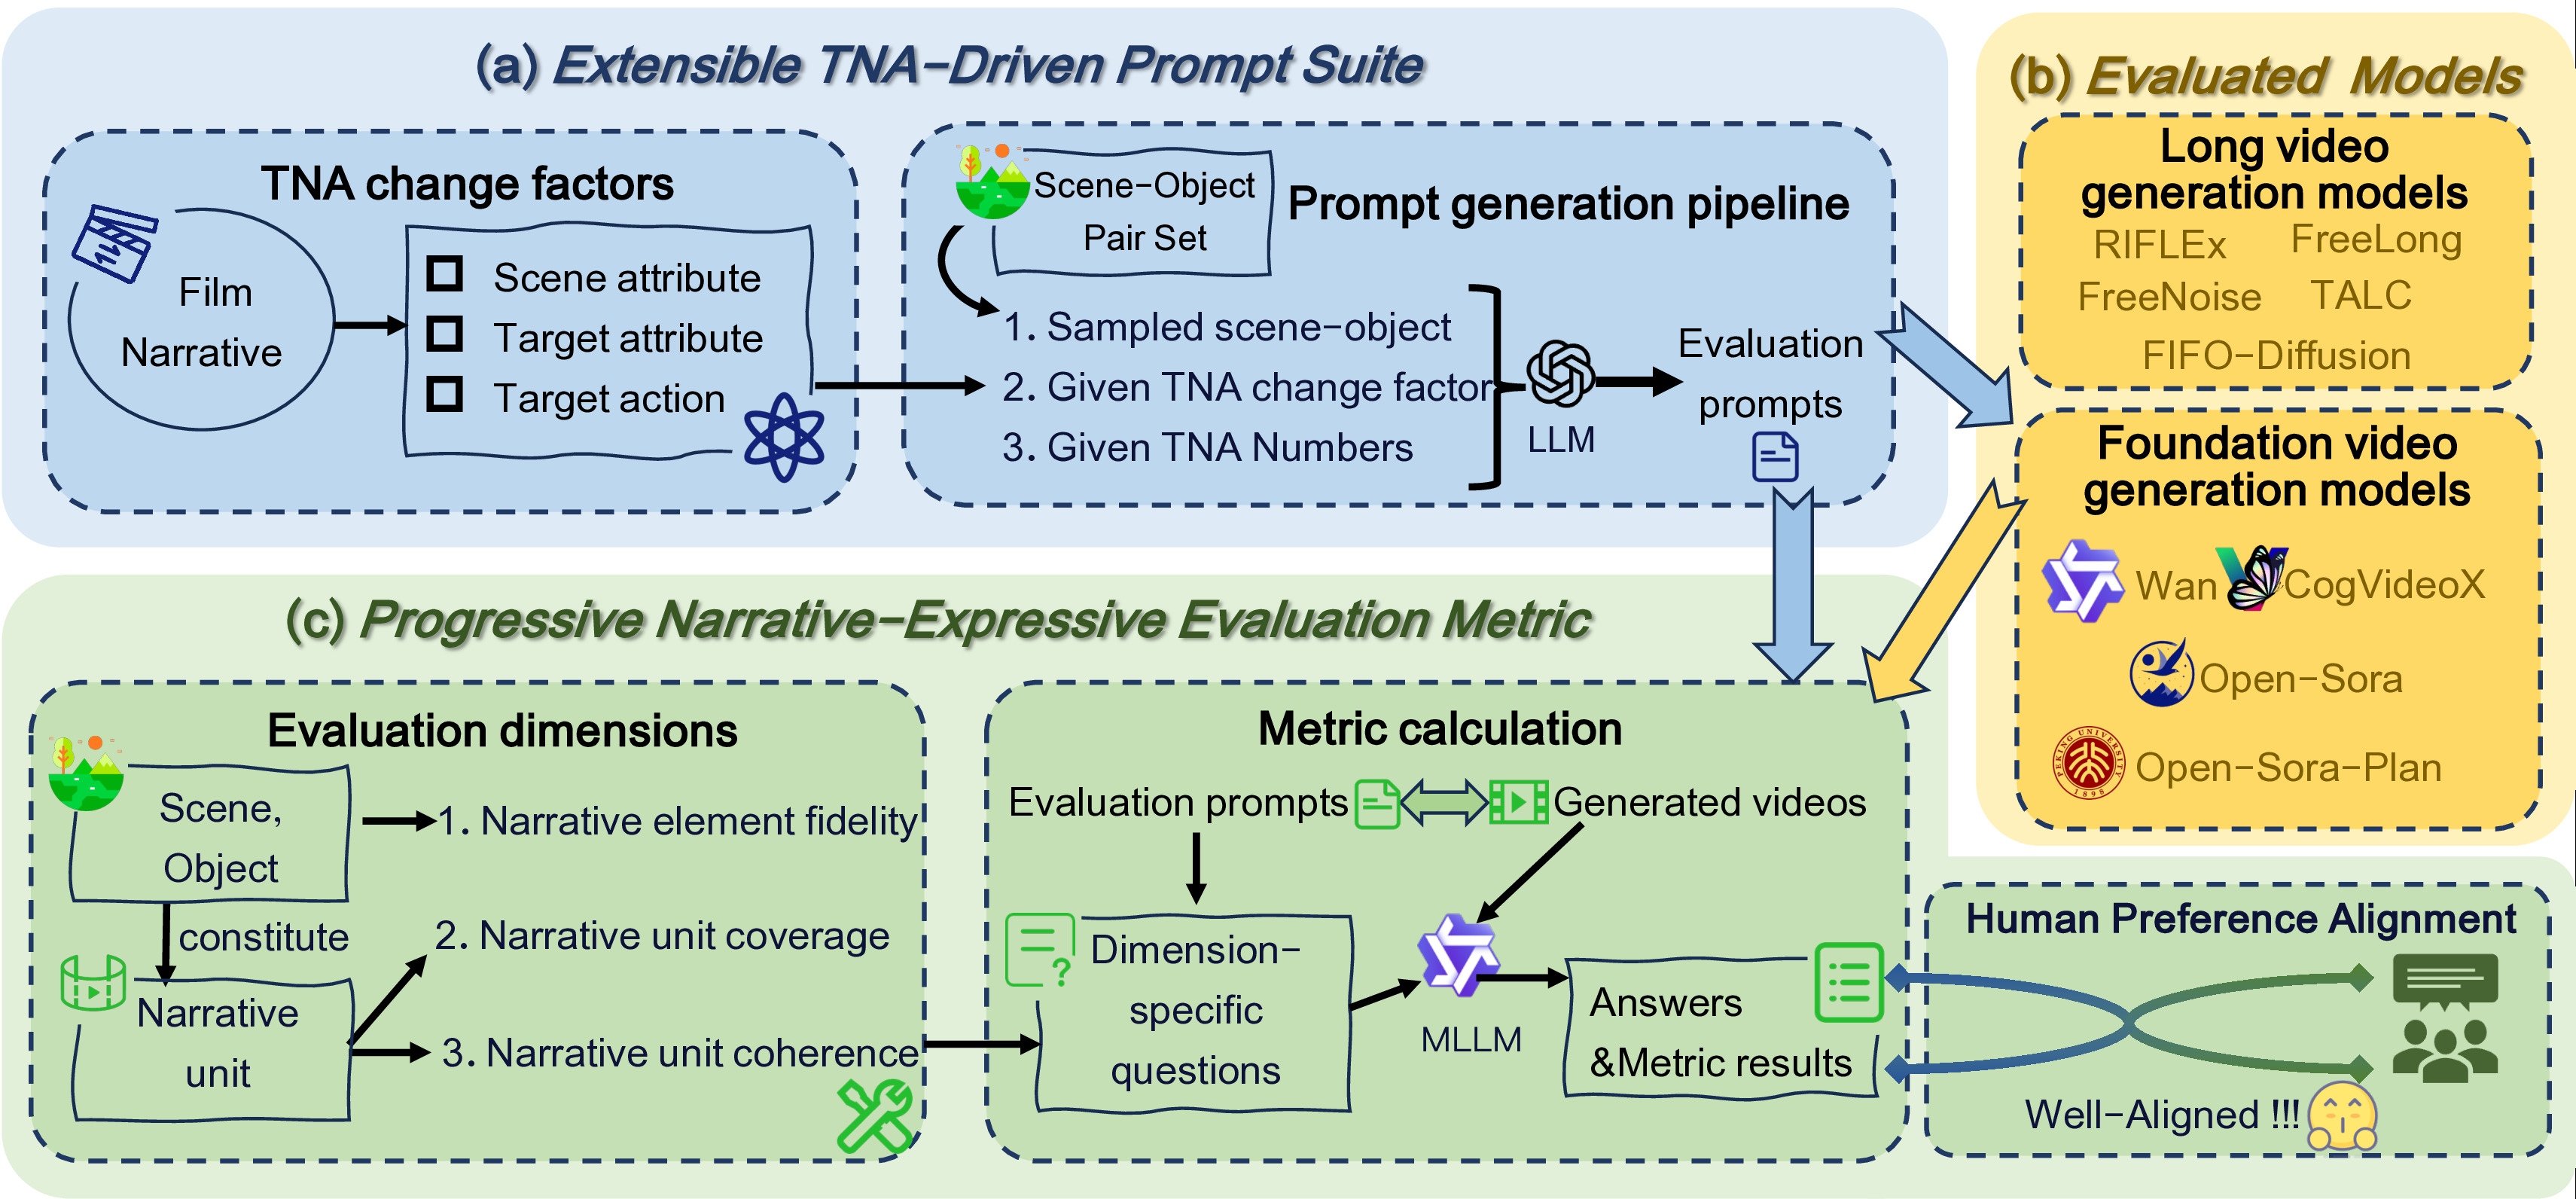 (a) Extensible TNA-Driven Prompt Suite
TNA change factors
Film
Narrative
Scene attribute
Target attribute
Target action
Scene-Object
Pair Set
Prompt generation pipeline
1. Sampled scene-object
2. Given TNA change factor
3. Given TNA Numbers
LLM
Evaluation
prompts
(b) Evaluated Models
Long video
generation models
RIFLEx
FreeLong
FreeNoise
TALC
FIFO-Diffusion
Foundation video
generation models
Wan
CogVideoX
Open-Sora
PEKING UNIVERSITY
1898
Open-Sora-Plan
(c) Progressive Narrative-Expressive Evaluation Metric
Evaluation dimensions
Scene,
Object
1. Narrative element fidelity
constitute
2. Narrative unit coverage
Narrative
unit
3. Narrative unit coherence
Metric calculation
Evaluation prompts
Generated videos
?
Dimension-
specific
questions
MLLM
Answers
&Metric results
Human Preference Alignment
Well-Aligned !!!